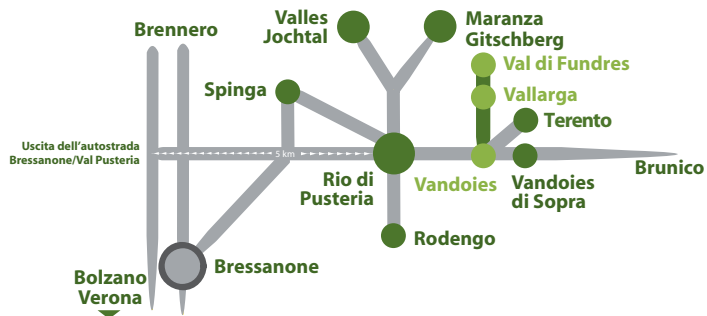 Brennero
Valles
Jochtal
Maranza
Gitschberg
Val di Fundres
Spinga
Vallarga
Terento
Uscita dell'autostrada
Bressanone/Val Pusteria
5 km
Rio di
Pusteria
Vandoies
Vandoies
di Sopra
Brunico
Rodengo
Bressanone
Bolzano
Verona